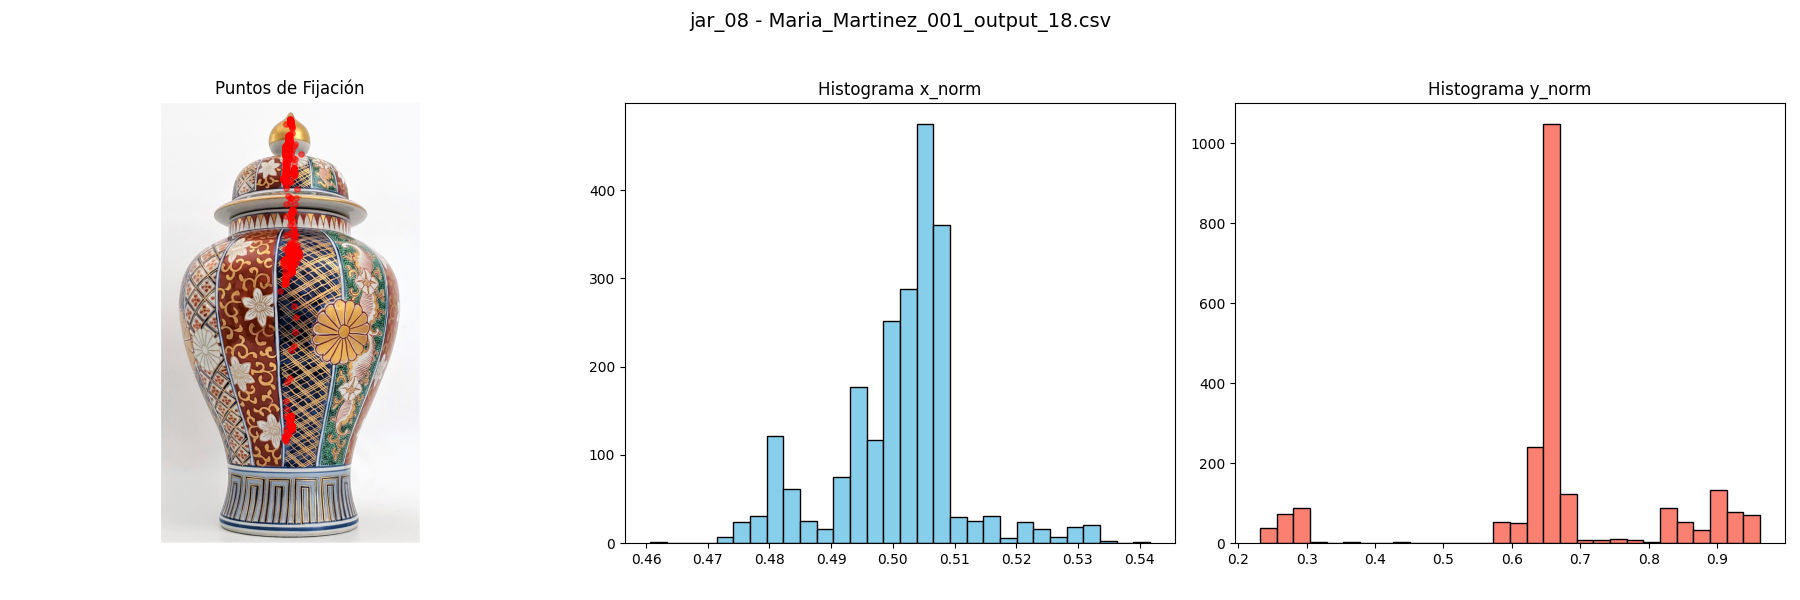 jar_08 - Maria_Martinez_001_output_18.csv
Puntos de Fijación
Histograma x_norm
400
300
200
100
0
0.46 0.47 0.48 0.49 0.50 0.51 0.52 0.53 0.54
Histograma y_norm
1000
800
600
400
200
0
0.2 0.3 0.4 0.5 0.6 0.7 0.8 0.9